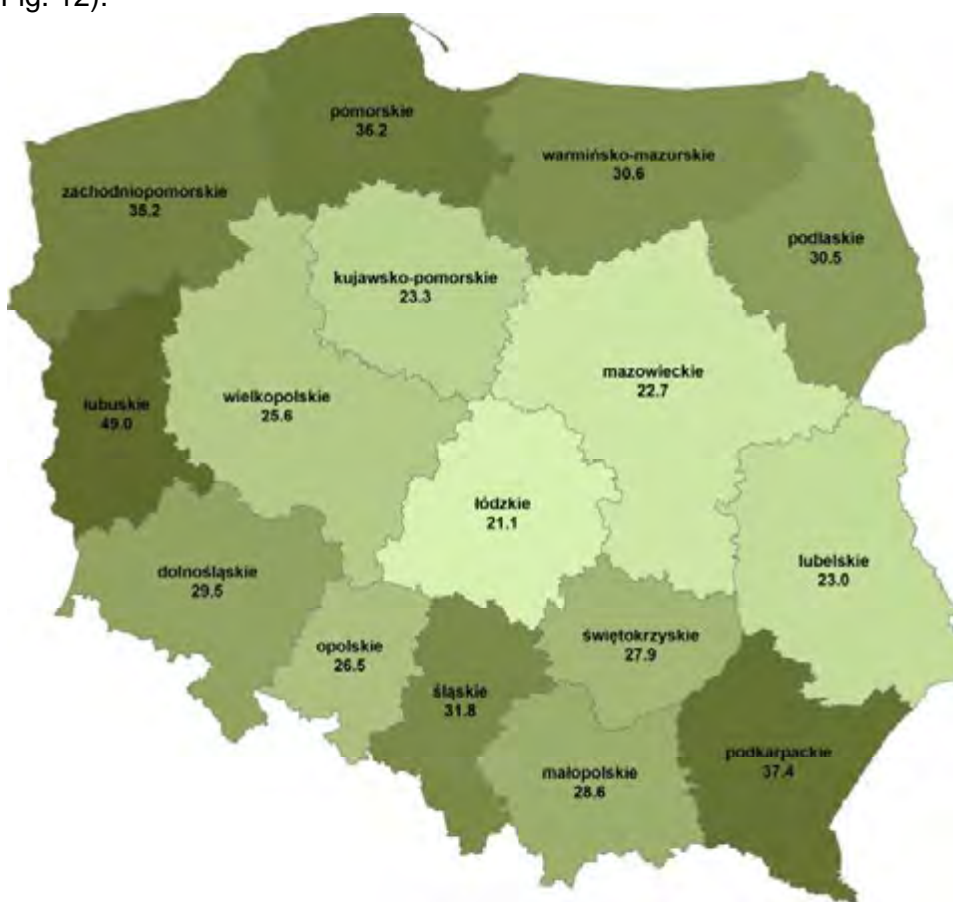 Fig. 12).
pomorskie
36.2
warmińsko-mazurskie
30.6
zachodniopomorskie
35.2
podlaskie
30.5
kujawsko-pomorskie
23.3
mazowieckie
22.7
wielkopolskie
25.6
lubuskie
49.0
łódzkie
21.1
lubelskie
23.0
dolnośląskie
29.5
świętokrzyskie
27.9
opolskie
26.5
śląskie
31.8
podkarpackie
37.4
małopolskie
28.6